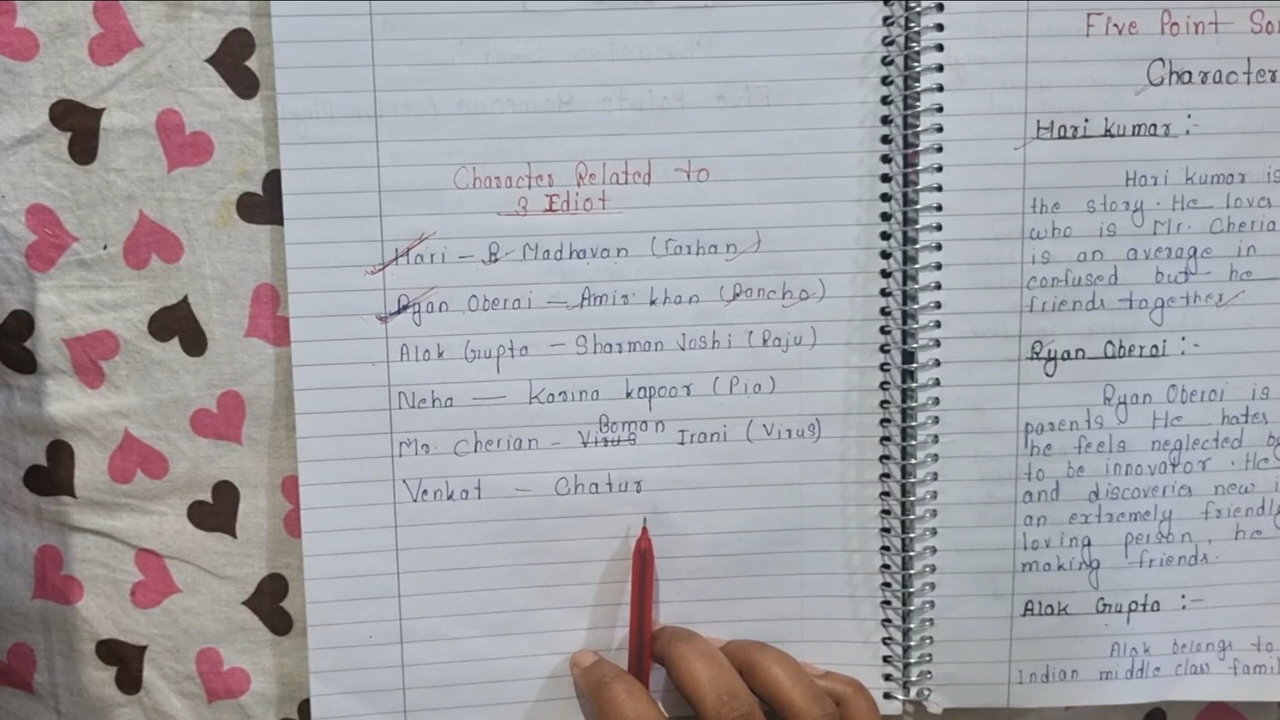 Character Related to
3 Idiot
Hari - R Madhavan (Farhan)
Ryan Oberai - Amir khan (Rancho)
Alok Gupta - Sharman Joshi (Raju)
Neha - Karina kapoor (Pia)
Boman
Mr. Cherian - Virus Irani (Virus)
Venkat - Chatur
Five Point So
Character
Hari kumar :-
Hari kumar is
the story. He loves
who is Mr. Cheria
is an average in
confused but he
friends together
Ryan Oberoi :-
Ryan Oberoi is
parents He hates
he feels neglected b
to be innovator. He
and discoveries new i
an extremely friendl
loving person, he
making friends.
Alok Gupta :-
Alok belongs to
Indian middle class fami